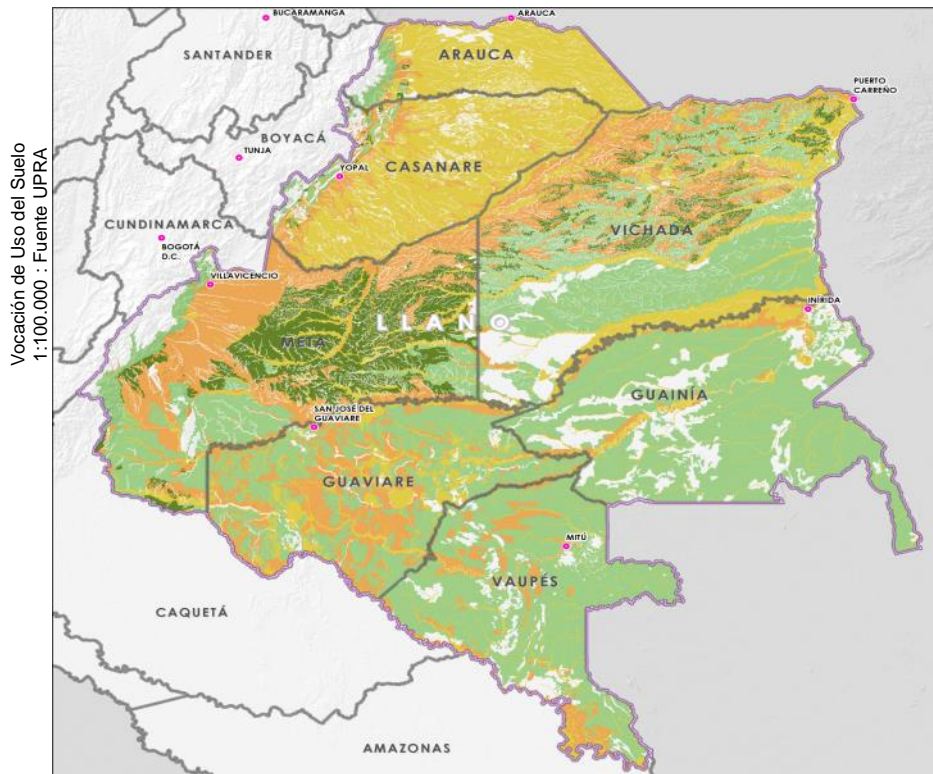 Vocación de Uso del Suelo
1:100.000 : Fuente UPRA
BUCARAMANGA
ARAUCA
SANTANDER
ARAUCA
PUERTO
CARREÑO
BOYACÁ
TUNJA
CASANARE
YOPAL
CUNDINAMARCA
VICHADA
BOGOTÁ
D.C.
VILLAVICENCIO
INÍRIDA
LLANO
META
GUAINÍA
SAN JOSÉ DEL
GUAVIARE
GUAVIARE
MITÚ
VAUPÉS
CAQUETÁ
AMAZONAS